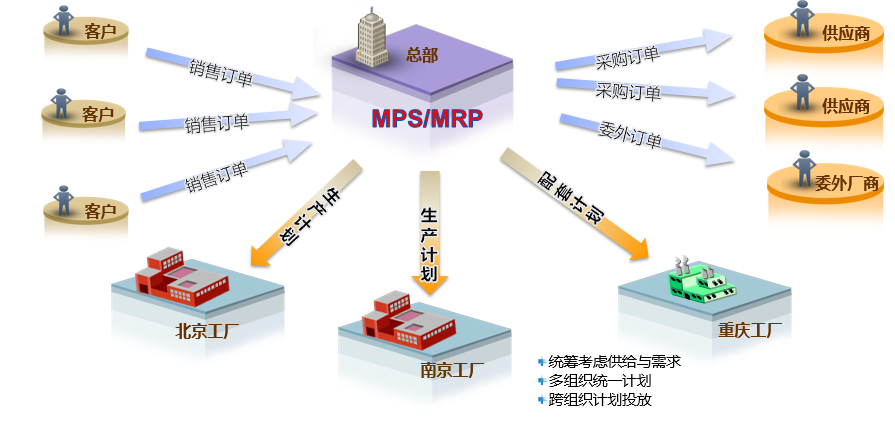 客户
客户
客户
销售订单
销售订单
销售订单
总部
MPS/MRP
采购订单
采购订单
委外订单
供应商
供应商
委外厂商
生产计划
生产计划
配套计划
北京工厂
南京工厂
重庆工厂
统筹考虑供给与需求
多组织统一计划
跨组织计划投放